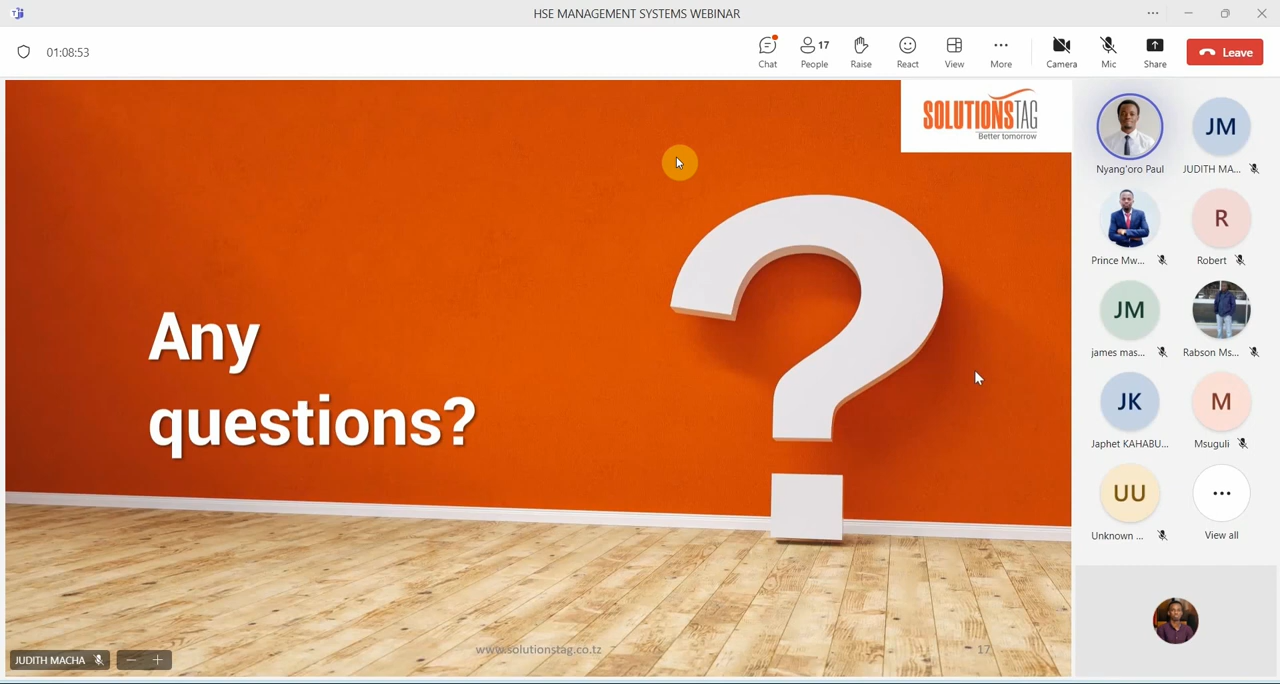 HSE MANAGEMENT SYSTEMS WEBINAR
01:08:53
Chat
17
People
Raise
React
View
More
Camera
Mic
Share
Leave
SOLUTIONSTAG
Better tomorrow
Any
questions?
www.solutionstag.co.tz
17
JUDITH MACHA
Nyang'oro Paul
JM
JUDITH MA...
Prince Mw...
R
Robert
JM
james mas...
Rabson Ms...
JK
Japhet KAHABU...
M
Msuguli
UU
Unknown ...
View all